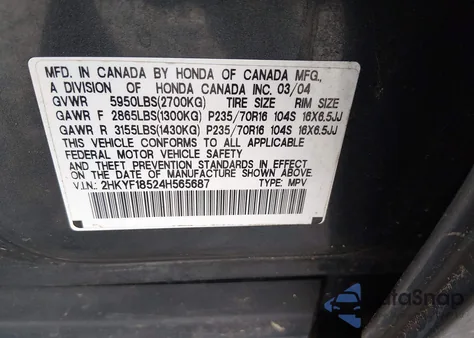 MFD. IN CANADA BY HONDA OF CANADA MFG.,
A DIVISION OF HONDA CANADA INC. 03/04
GVWR 5950LBS(2700KG) TIRE SIZE RIM SIZE
GAWR F 2865LBS(1300KG) P235/70R16 104S 16X6.5JJ
GAWR R 3155LBS(1430KG) P235/70R16 104S 16X6.5JJ
THIS VEHICLE CONFORMS TO ALL APPLICABLE
FEDERAL MOTOR VEHICLE SAFETY
AND THEFT PREVENTION STANDARDS IN EFFECT
ON THE DATE OF MANUFACTURE SHOWN ABOVE.
V.I.N.: 2HKYF18524H565687 TYPE: MPV
DataSnap